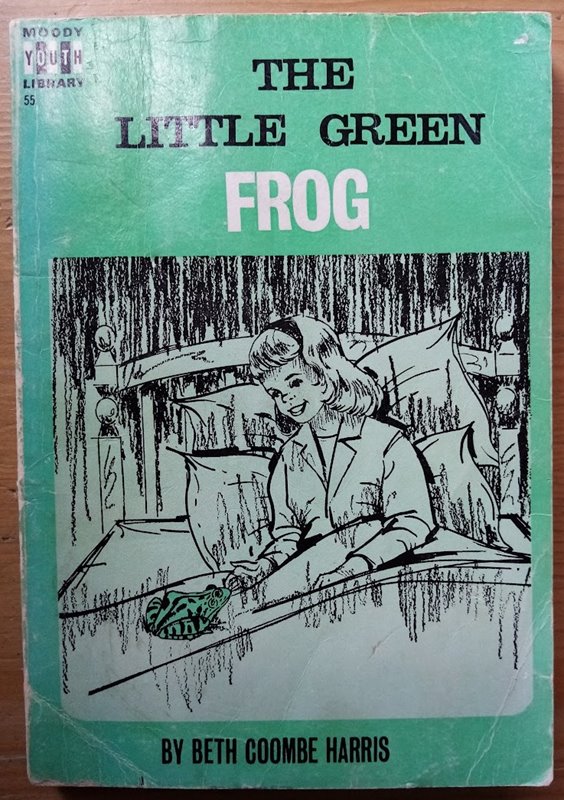 MOODY
YOUTH
LIBRARY
55
THE
LITTLE GREEN
FROG
BY BETH COOMBE HARRIS